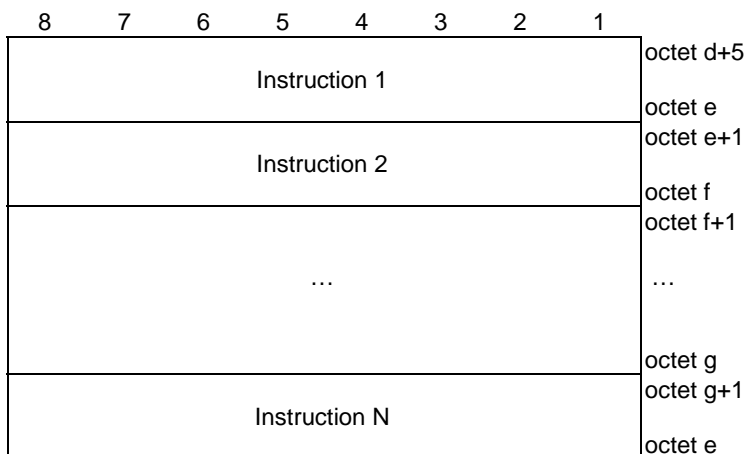 8 7 6 5 4 3 2 1
octet d+5
Instruction 1
octet e
octet e+1
Instruction 2
octet f
octet f+1
… …
octet g
octet g+1
Instruction N
octet e